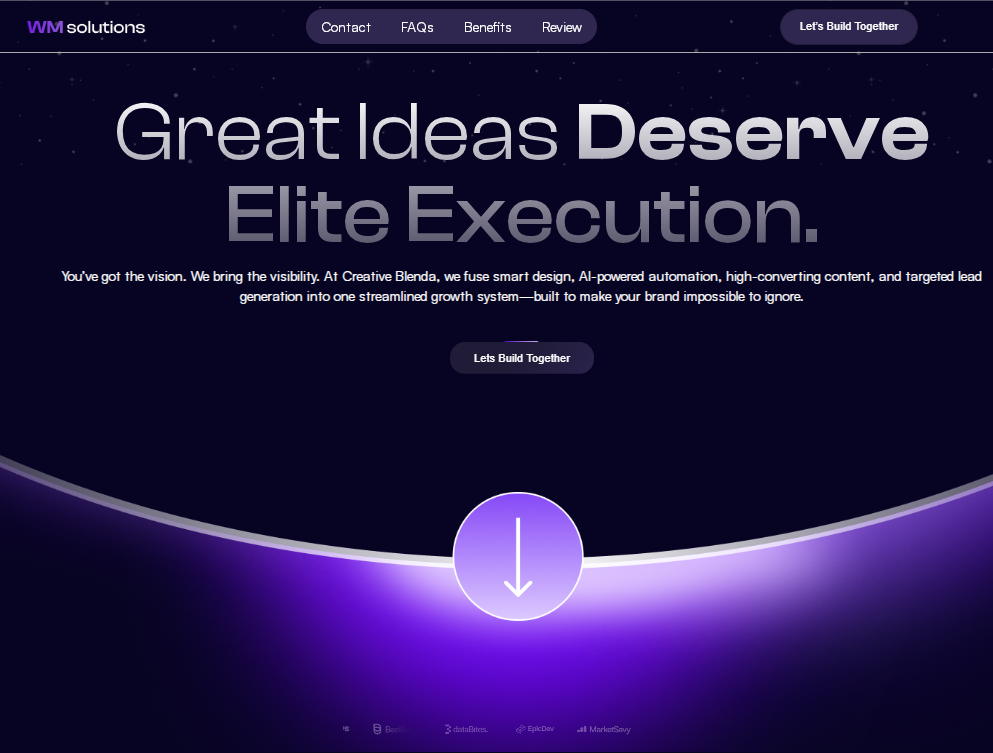 WM solutions
Contact FAQs Benefits Review
Let's Build Together
Great Ideas Deserve
Elite Execution.
You've got the vision. We bring the visibility. At Creative Blenda, we fuse smart design, AI-powered automation, high-converting content, and targeted lead
generation into one streamlined growth system—built to make your brand impossible to ignore.
Lets Build Together
dataBites. EpicDev MarketSavy